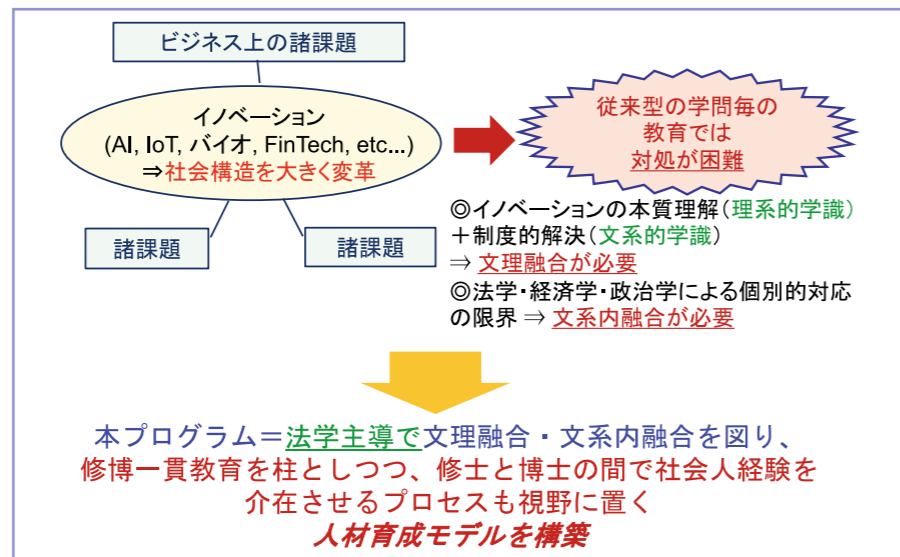 ビジネス上の諸課題
イノベーション
(AI, IoT, バイオ, FinTech, etc...)
⇒社会構造を大きく変革
諸課題
諸課題
従来型の学問毎の
教育では
対処が困難
◎イノベーションの本質理解(理系的学識)
＋制度的解決(文系的学識)
⇒ 文理融合が必要
◎法学・経済学・政治学による個別的対応
の限界 ⇒ 文系内融合が必要
本プログラム＝法学主導で文理融合・文系内融合を図り、
修博一貫教育を柱としつつ、修士と博士の間で社会人経験を
介在させるプロセスも視野に置く
人材育成モデルを構築